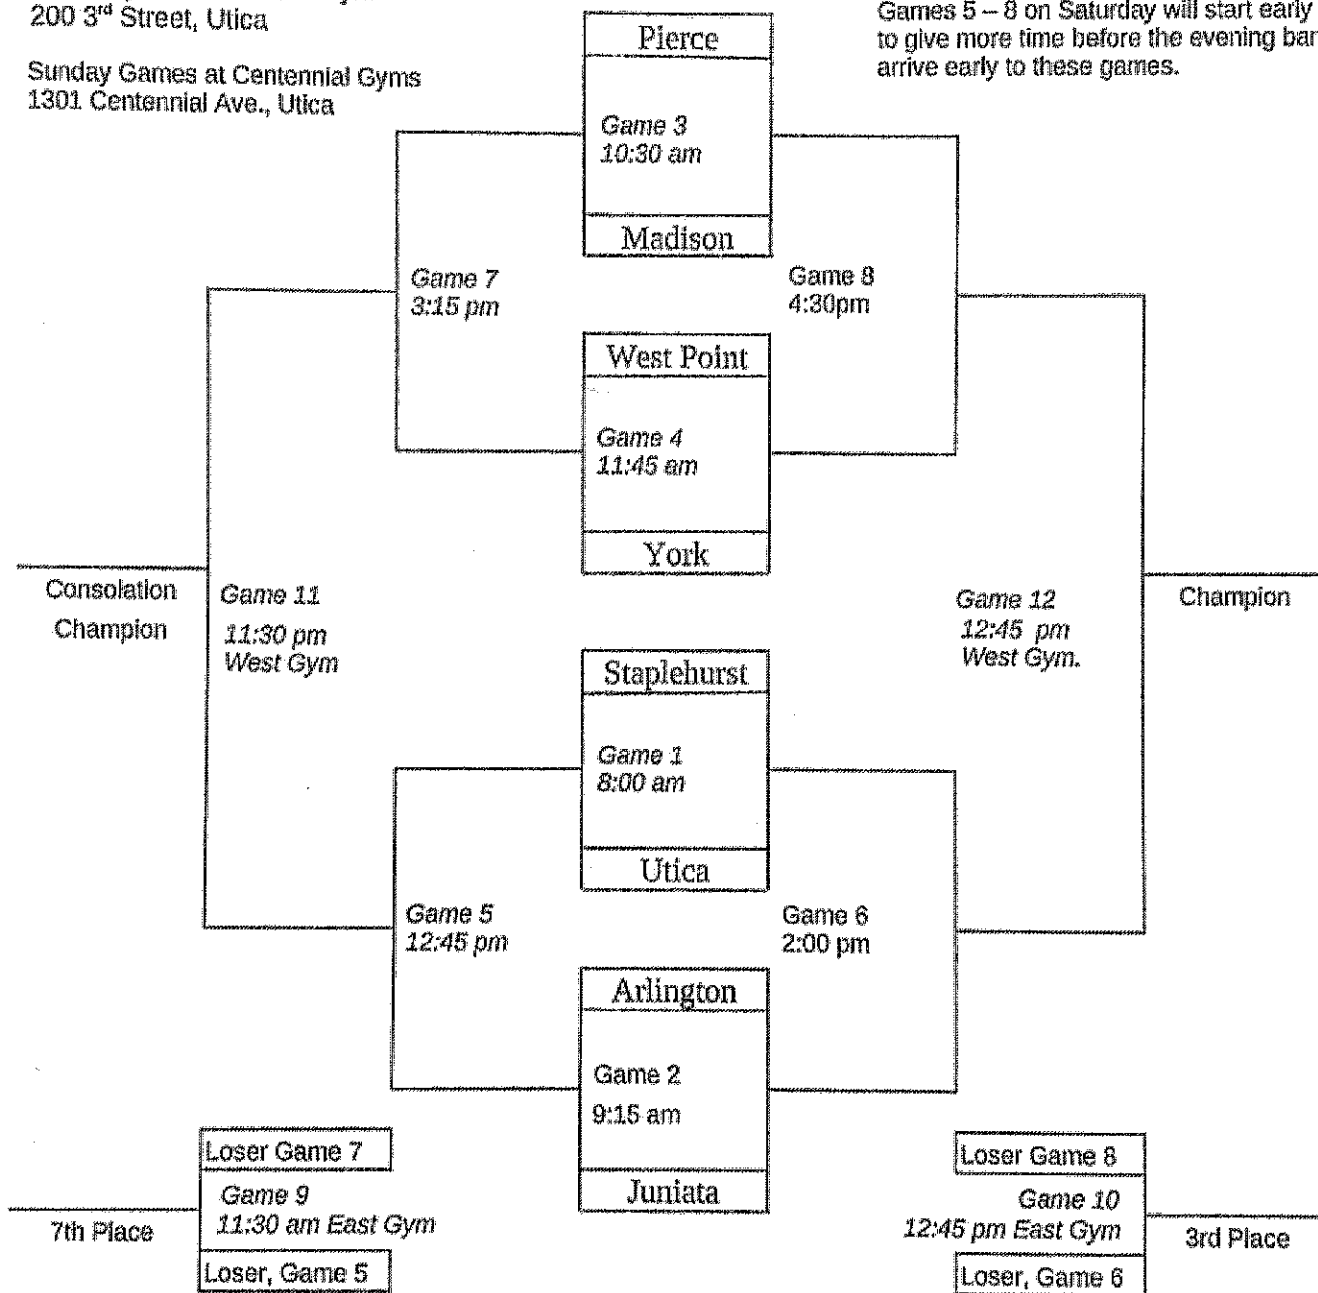 200 3rd Street, Utica
Sunday Games at Centennial Gyms
1301 Centennial Ave., Utica
Games 5 – 8 on Saturday will start early
to give more time before the evening
arrive early to these games.
Pierce
Game 3
10:30 am
Madison
Game 7
3:15 pm
Game 8
4:30pm
West Point
Game 4
11:45 am
York
Consolation
Champion
Game 11
11:30 pm
West Gym
Game 12
12:45 pm
West Gym.
Champion
Staplehurst
Game 1
8:00 am
Utica
Game 5
12:45 pm
Game 6
2:00 pm
Arlington
Game 2
9:15 am
Juniata
Loser Game 7
Game 9
11:30 am East Gym
Loser, Game 5
7th Place
Loser Game 8
Game 10
12:45 pm East Gym
Loser, Game 6
3rd Place